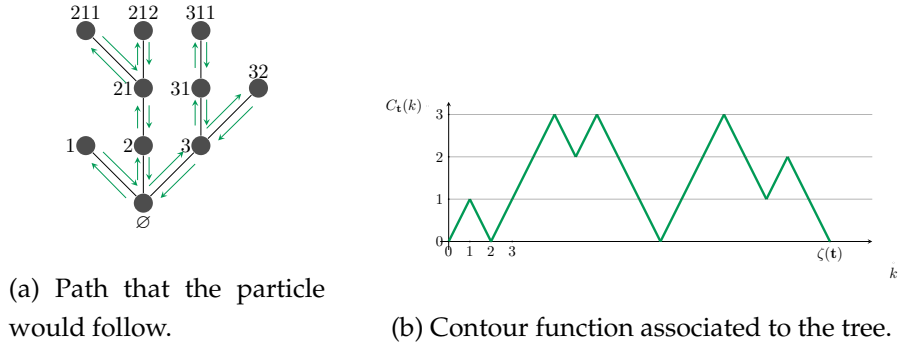 211 212 311
21 31 32
1 2 3
∅
(a) Path that the particle
would follow.
C_t(k)
3
2
1
0
0 1 2 3 ζ(t)
k
(b) Contour function associated to the tree.